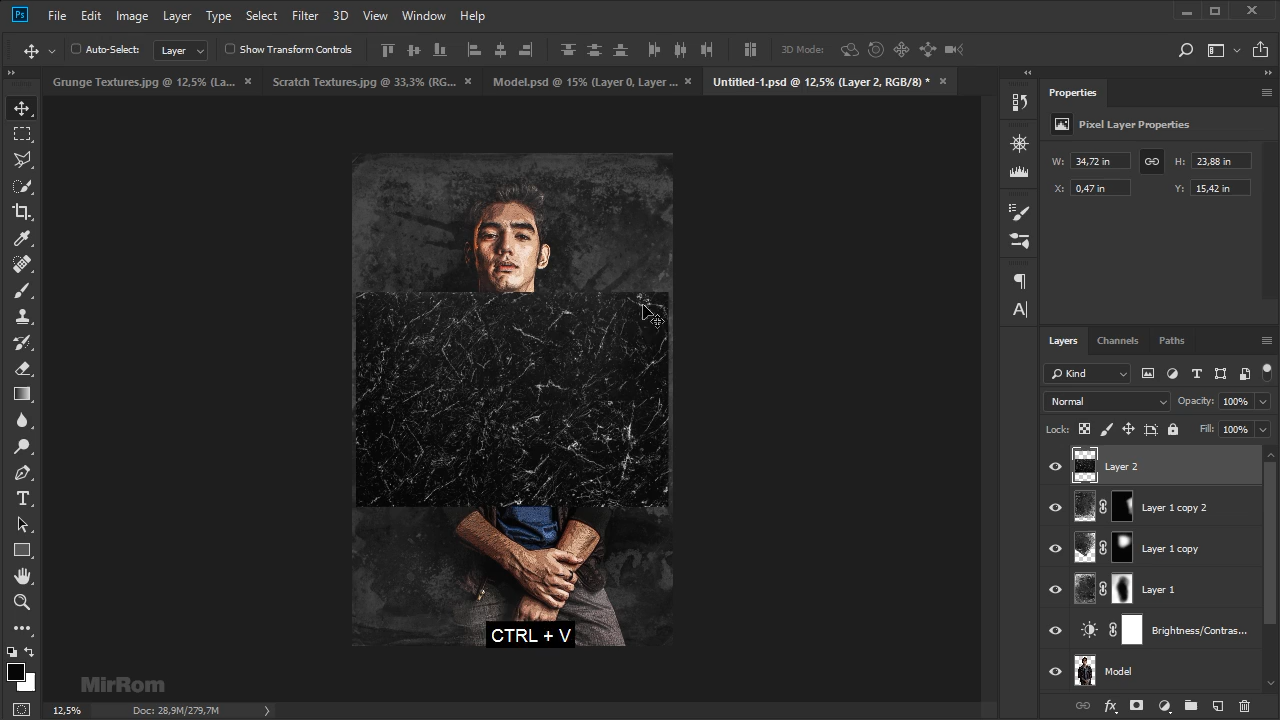 Ps File Edit Image Layer Type Select Filter 3D View Window Help
Auto-Select: Layer Show Transform Controls 3D Mode:
Grunge Textures.jpg @ 12,5% (La... × Scratch Textures.jpg @ 33,3% (RG... × Model.psd @ 15% (Layer 0, Layer ... × Untitled-1.psd @ 12,5% (Layer 2, RGB/8) * ×
Properties
Pixel Layer Properties
W: 34,72 in H: 23,88 in
X: 0,47 in Y: 15,42 in
Layers Channels Paths
Kind
Normal Opacity: 100%
Lock: Fill: 100%
Layer 2
Layer 1 copy 2
Layer 1 copy
Layer 1
Brightness/Contras...
Model
CTRL + V
MirRom
12,5% Doc: 28,9M/279,7M